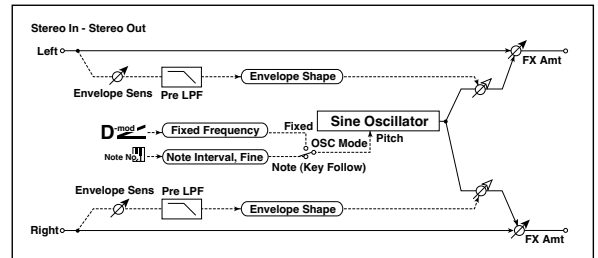 Stereo In - Stereo Out
Left
FX Amt
Envelope Sens
Pre LPF
Envelope Shape
D-mod
Fixed Frequency
Fixed
Sine Oscillator
OSC Mode
Pitch
Note No.
Note Interval, Fine
Note (Key Follow)
Envelope Sens
Pre LPF
Envelope Shape
Right
FX Amt